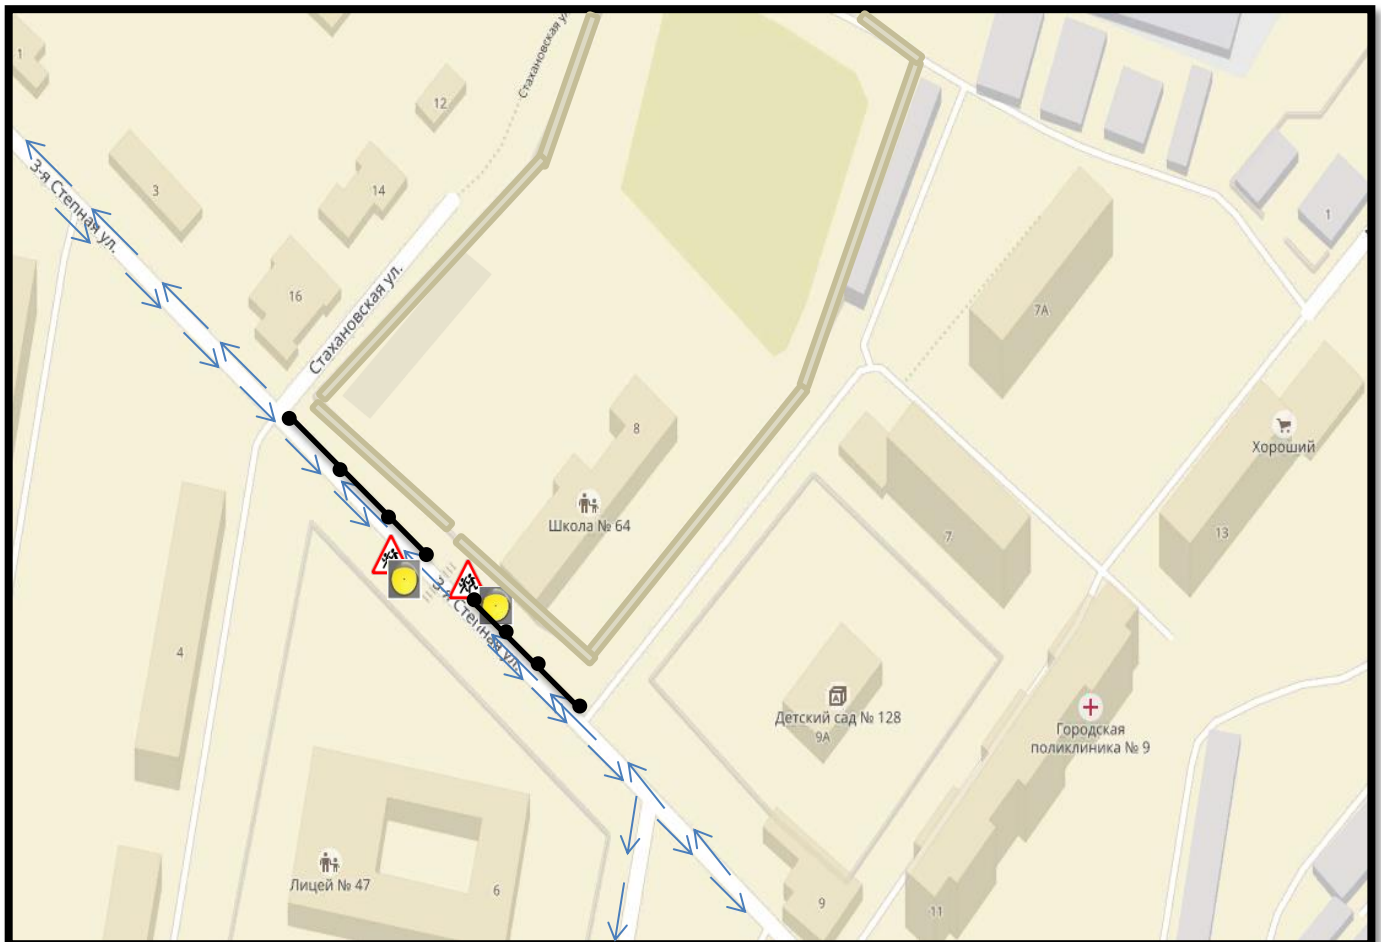 1
Стахановская ул.
12
3
14
3-я Степная ул.
1
16
Стахановская ул.
7А
8
Хороший
Школа № 64
7
13
3-я Степная ул.
4
Детский сад № 128
9А
Городская
поликлиника № 9
Лицей № 47
6
9
11